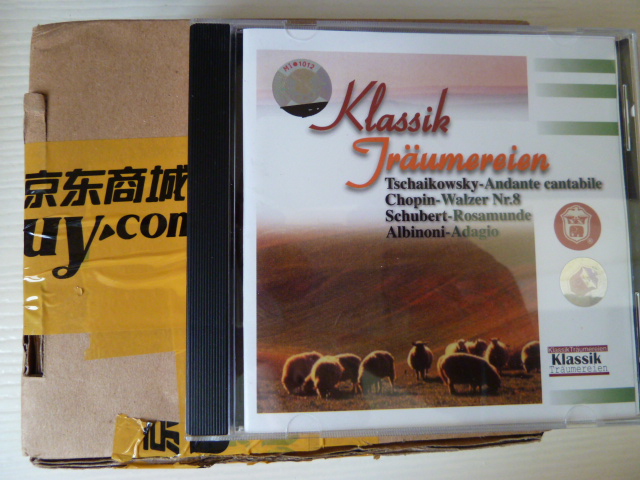 京东商城
uy.com
Klassik
Träumereien
Tschaikowsky-Andante cantabile
Chopin-Walzer Nr.8
Schubert-Rosamunde
Albinoni-Adagio
KlassikTräumereien
Klassik
Träumereien